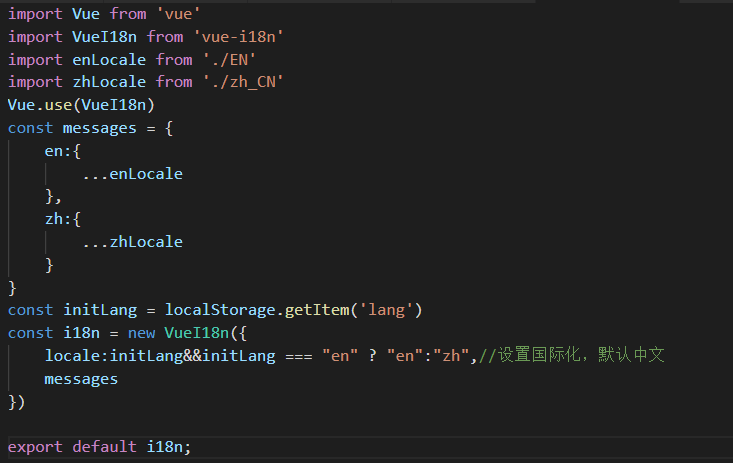 import Vue from 'vue'
import VueI18n from 'vue-i18n'
import enLocale from './EN'
import zhLocale from './zh_CN'
Vue.use(VueI18n)
const messages = {
    en:{
        ...enLocale
    },
    zh:{
        ...zhLocale
    }
}
const initLang = localStorage.getItem('lang')
const i18n = new VueI18n({
    locale:initLang&&initLang === "en" ? "en":"zh",//设置国际化，默认中文
    messages
})

export default i18n;